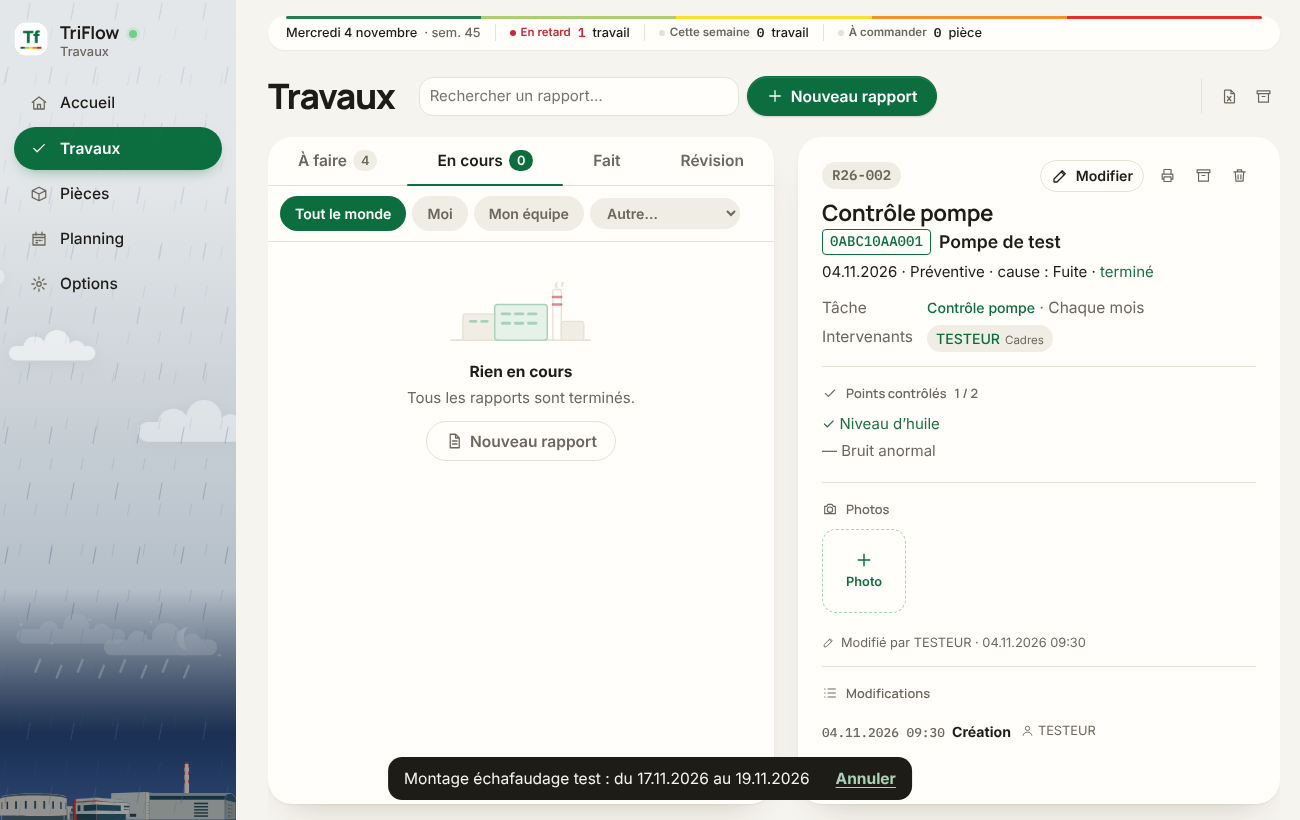 Tf
TriFlow
Travaux
Accueil
Travaux
Pièces
Planning
Options
Mercredi 4 novembre · sem. 45 En retard 1 travail Cette semaine 0 travail À commander 0 pièce
Travaux
Rechercher un rapport...
Nouveau rapport
À faire 4 En cours 0 Fait Révision
Tout le monde Moi Mon équipe Autre...
Rien en cours
Tous les rapports sont terminés.
Nouveau rapport
R26-002 Modifier
Contrôle pompe
0ABC10AA001 Pompe de test
04.11.2026 · Préventive · cause : Fuite · terminé
Tâche Contrôle pompe · Chaque mois
Intervenants TESTEUR Cadres
Points contrôlés 1 / 2
Niveau d’huile
— Bruit anormal
Photos
Photo
Modifié par TESTEUR · 04.11.2026 09:30
Modifications
04.11.2026 09:30 Création TESTEUR
Montage échafaudage test : du 17.11.2026 au 19.11.2026 Annuler